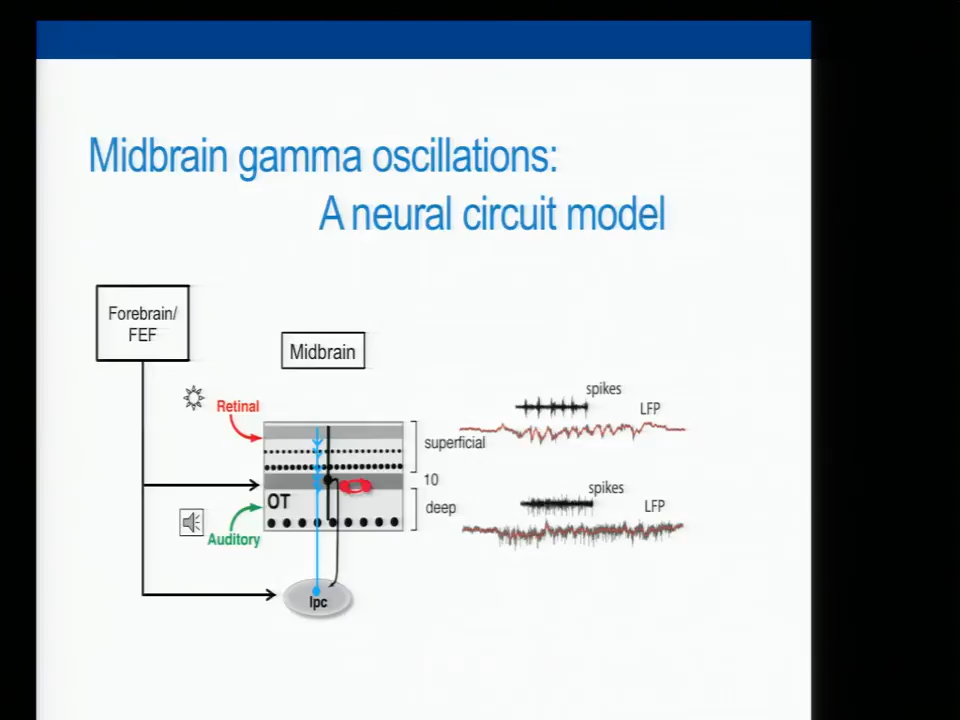 Midbrain gamma oscillations:
A neural circuit model
Forebrain/
FEF
Midbrain
Retinal
spikes
LFP
superficial
10
OT
deep
spikes
LFP
Auditory
Ipc